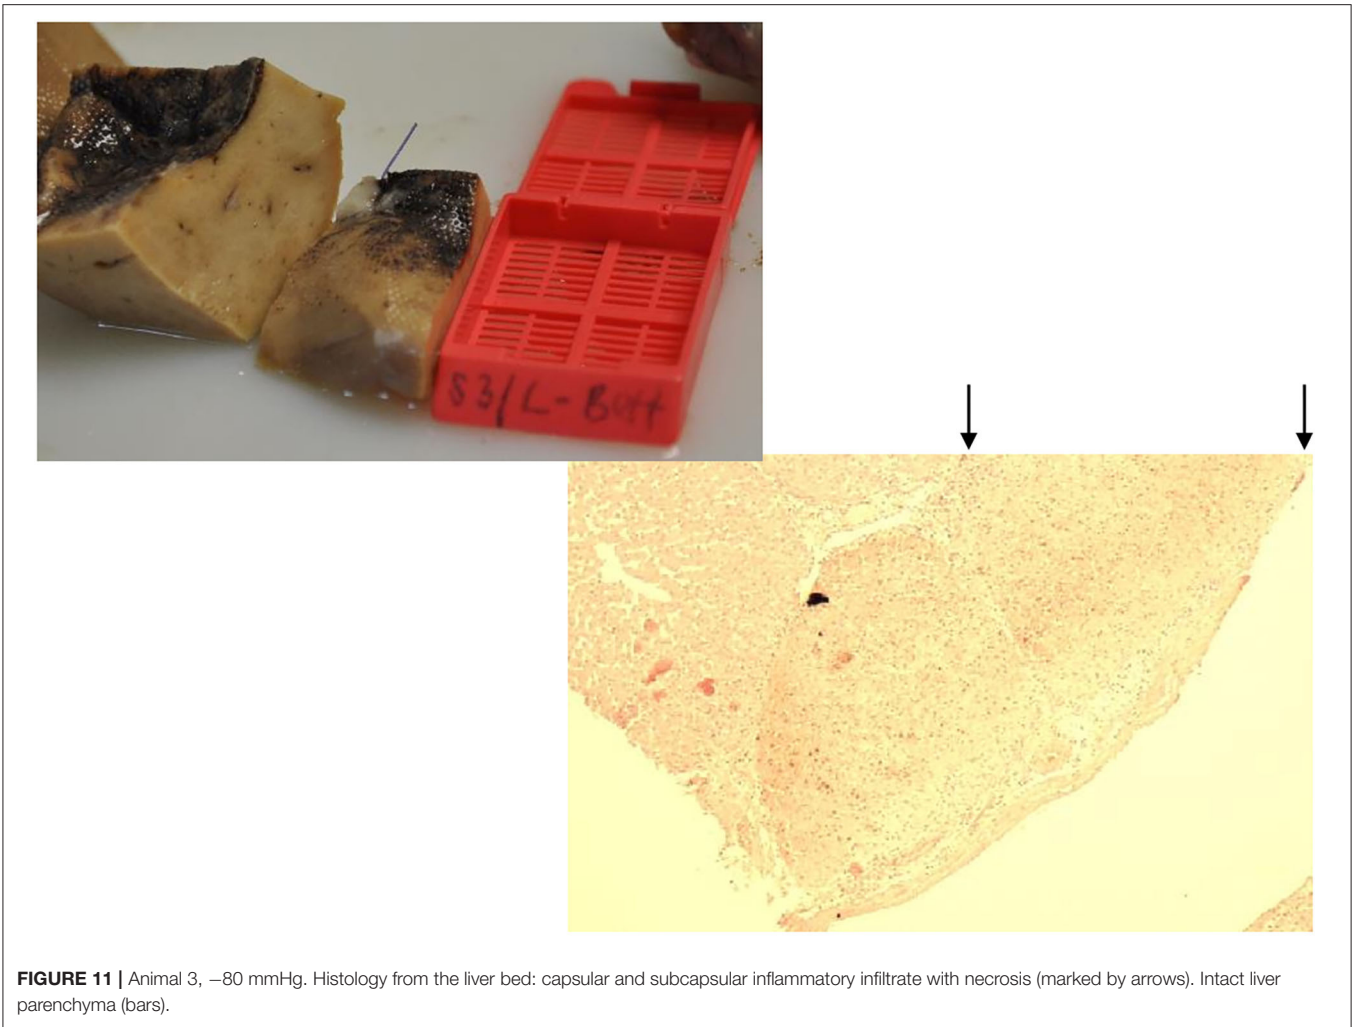 S3/L-Bett
FIGURE 11 | Animal 3, −80 mmHg. Histology from the liver bed: capsular and subcapsular inflammatory infiltrate with necrosis (marked by arrows). Intact liver
parenchyma (bars).